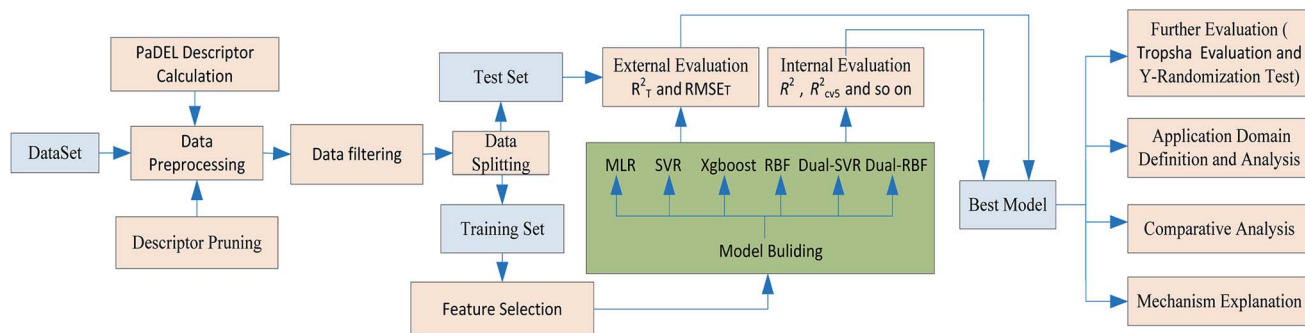 PaDEL Descriptor
Calculation
DataSet
Data
Preprocessing
Descriptor Pruning
Data filtering
Test Set
Data
Splitting
Training Set
Feature Selection
External Evaluation
R²T and RMSET
Internal Evaluation
R² , R²cv5 and so on
MLR SVR Xgboost RBF Dual-SVR Dual-RBF
Model Buliding
Best Model
Further Evaluation (
Tropsha Evaluation and
Y-Randomization Test)
Application Domain
Definition and Analysis
Comparative Analysis
Mechanism Explanation